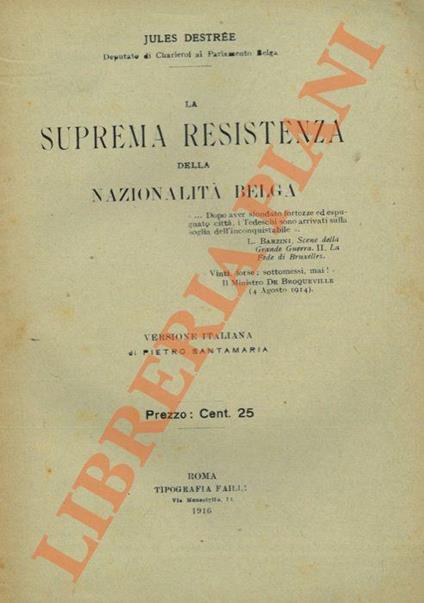 JULES DESTRÉE
Deputato di Charleroi al Parlamento Belga
LA
SUPREMA RESISTENZA
DELLA
NAZIONALITÀ BELGA
... Dopo aver sfondato fortezze ed espu-
gnato città, i Tedeschi sono arrivati sulla
soglia dell'inconquistabile ..
L. BARZINI, Scene della
Grande Guerra. II. La
Fede di Bruxelles.
Vinti, forse; sottomessi, mai!
Il Ministro DE BROQUEVILLE
(4 Agosto 1914).
VERSIONE ITALIANA
di PIETRO SANTAMARIA
Prezzo: Cent. 25
ROMA
TIPOGRAFIA
Via
1916
LIBRERIAPIANI